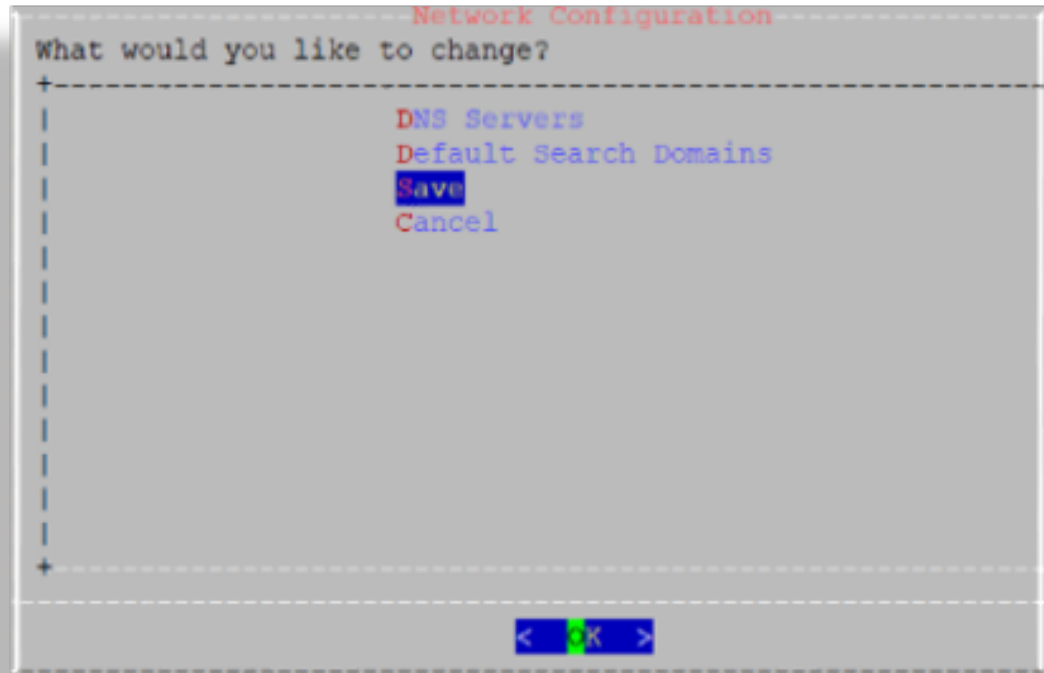 Network Configuration
What would you like to change?
DNS Servers
Default Search Domains
Save
Cancel
< OK >